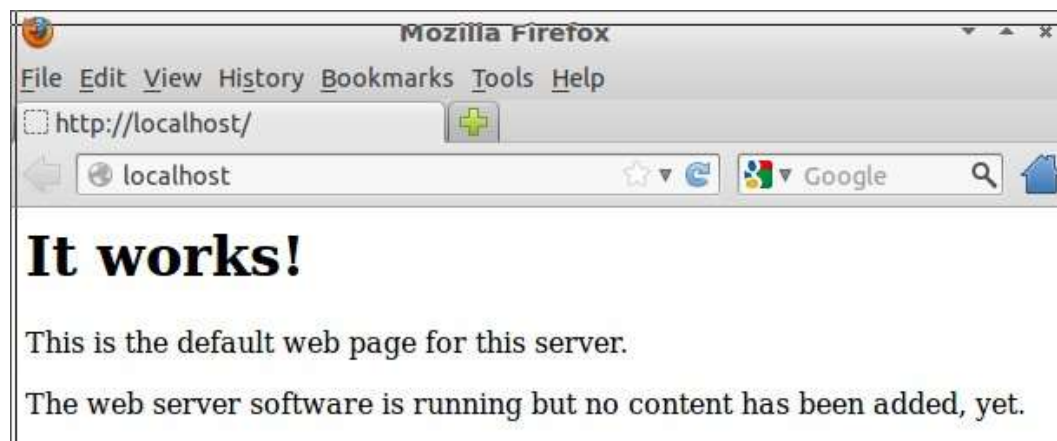 Mozilla Firefox
File Edit View History Bookmarks Tools Help
http://localhost/
localhost Google
It works!
This is the default web page for this server.
The web server software is running but no content has been added, yet.